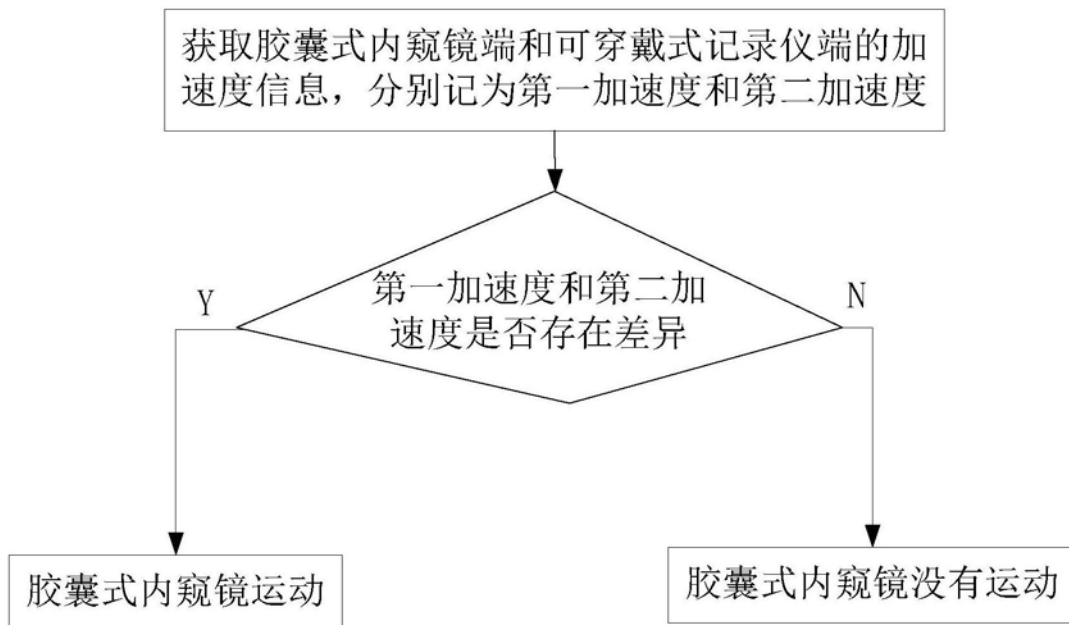 获取胶囊式内窥镜端和可穿戴式记录仪端的加
速度信息，分别记为第一加速度和第二加速度
第一加速度和第二加
速度是否存在差异
Y
N
胶囊式内窥镜运动
胶囊式内窥镜没有运动